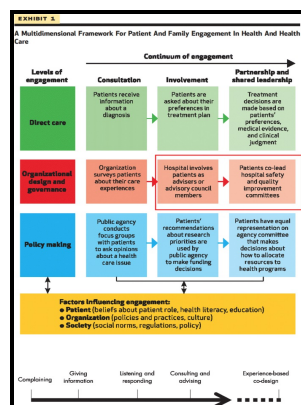 EXHIBIT 1
A Multidimensional Framework For Patient And Family Engagement In Health And Health
Care
Continuum of engagement
Levels of
engagement
Consultation
Involvement
Partnership and
shared leadership
Direct care
Patients receive
information
about a
diagnosis
Patients are
asked about their
preferences in
treatment plan
Treatment
decisions are
made based on
patients'
preferences,
medical evidence,
and clinical
judgment
Organizational
design and
governance
Organization
surveys patients
about their care
experiences
Hospital involves
patients as
advisers or
advisory council
members
Patients co-lead
hospital safety
and quality
improvement
committees
Policy making
Public agency
conducts
focus groups
with patients
to ask opinions
about a health
care issue
Patients'
recommendations
about research
priorities are
used by
public agency
to make funding
decisions
Patients have equal
representation on
agency committee
that makes
decisions about
how to allocate
resources to
health programs
Factors influencing engagement:
● Patient (beliefs about patient role, health literacy, education)
● Organization (policies and practices, culture)
● Society (social norms, regulations, policy)
Complaining
Giving
information
Listening and
responding
Consulting and
advising
Experience-based
co-design